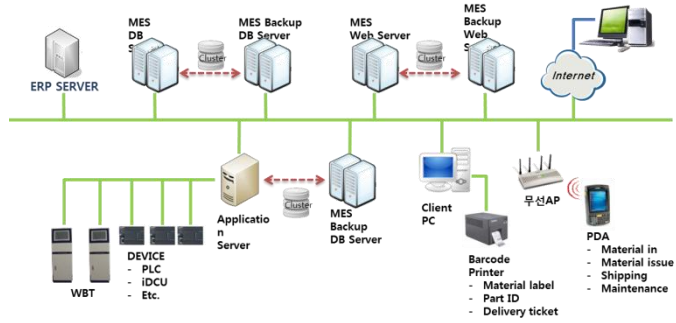 MES
DB
MES Backup
DB Server
MES
Web Server
MES
Backup
Web
Cluster
Cluster
Internet
ERP SERVER
Applicatio
n
Server
Cluster
MES
Backup
DB Server
Client
PC
무선AP
PDA
- Material in
- Material issue
- Shipping
- Maintenance
Barcode
Printer
- Material label
- Part ID
- Delivery ticket
WBT
DEVICE
- PLC
- iDCU
- Etc.